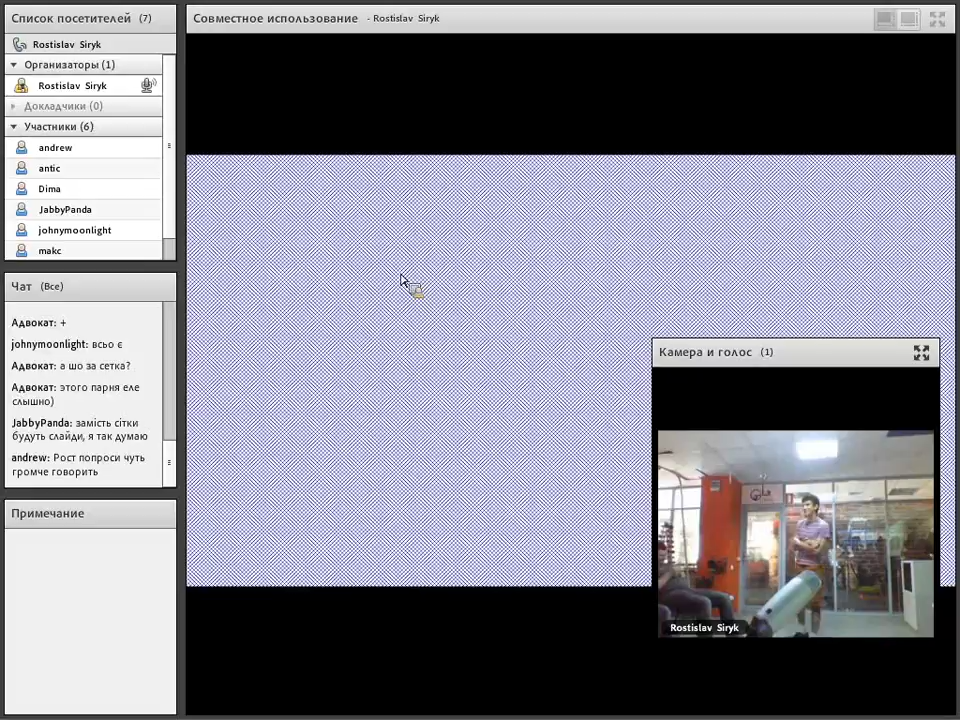 Список посетителей (7)
Rostislav Siryk
Организаторы (1)
Rostislav Siryk
Докладчики (0)
Участники (6)
andrew
antic
Dima
JabbyPanda
johnymoonlight
makc
Чат (Все)
Адвокат: +
johnymoonlight: всьо є
Адвокат: а шо за сетка?
Адвокат: этого парня еле
слышно)
JabbyPanda: замість сітки
будуть слайди, я так думаю
andrew: Рост попроси чуть
громче говорить
Примечание
Совместное использование - Rostislav Siryk
Камера и голос (1)
Rostislav Siryk